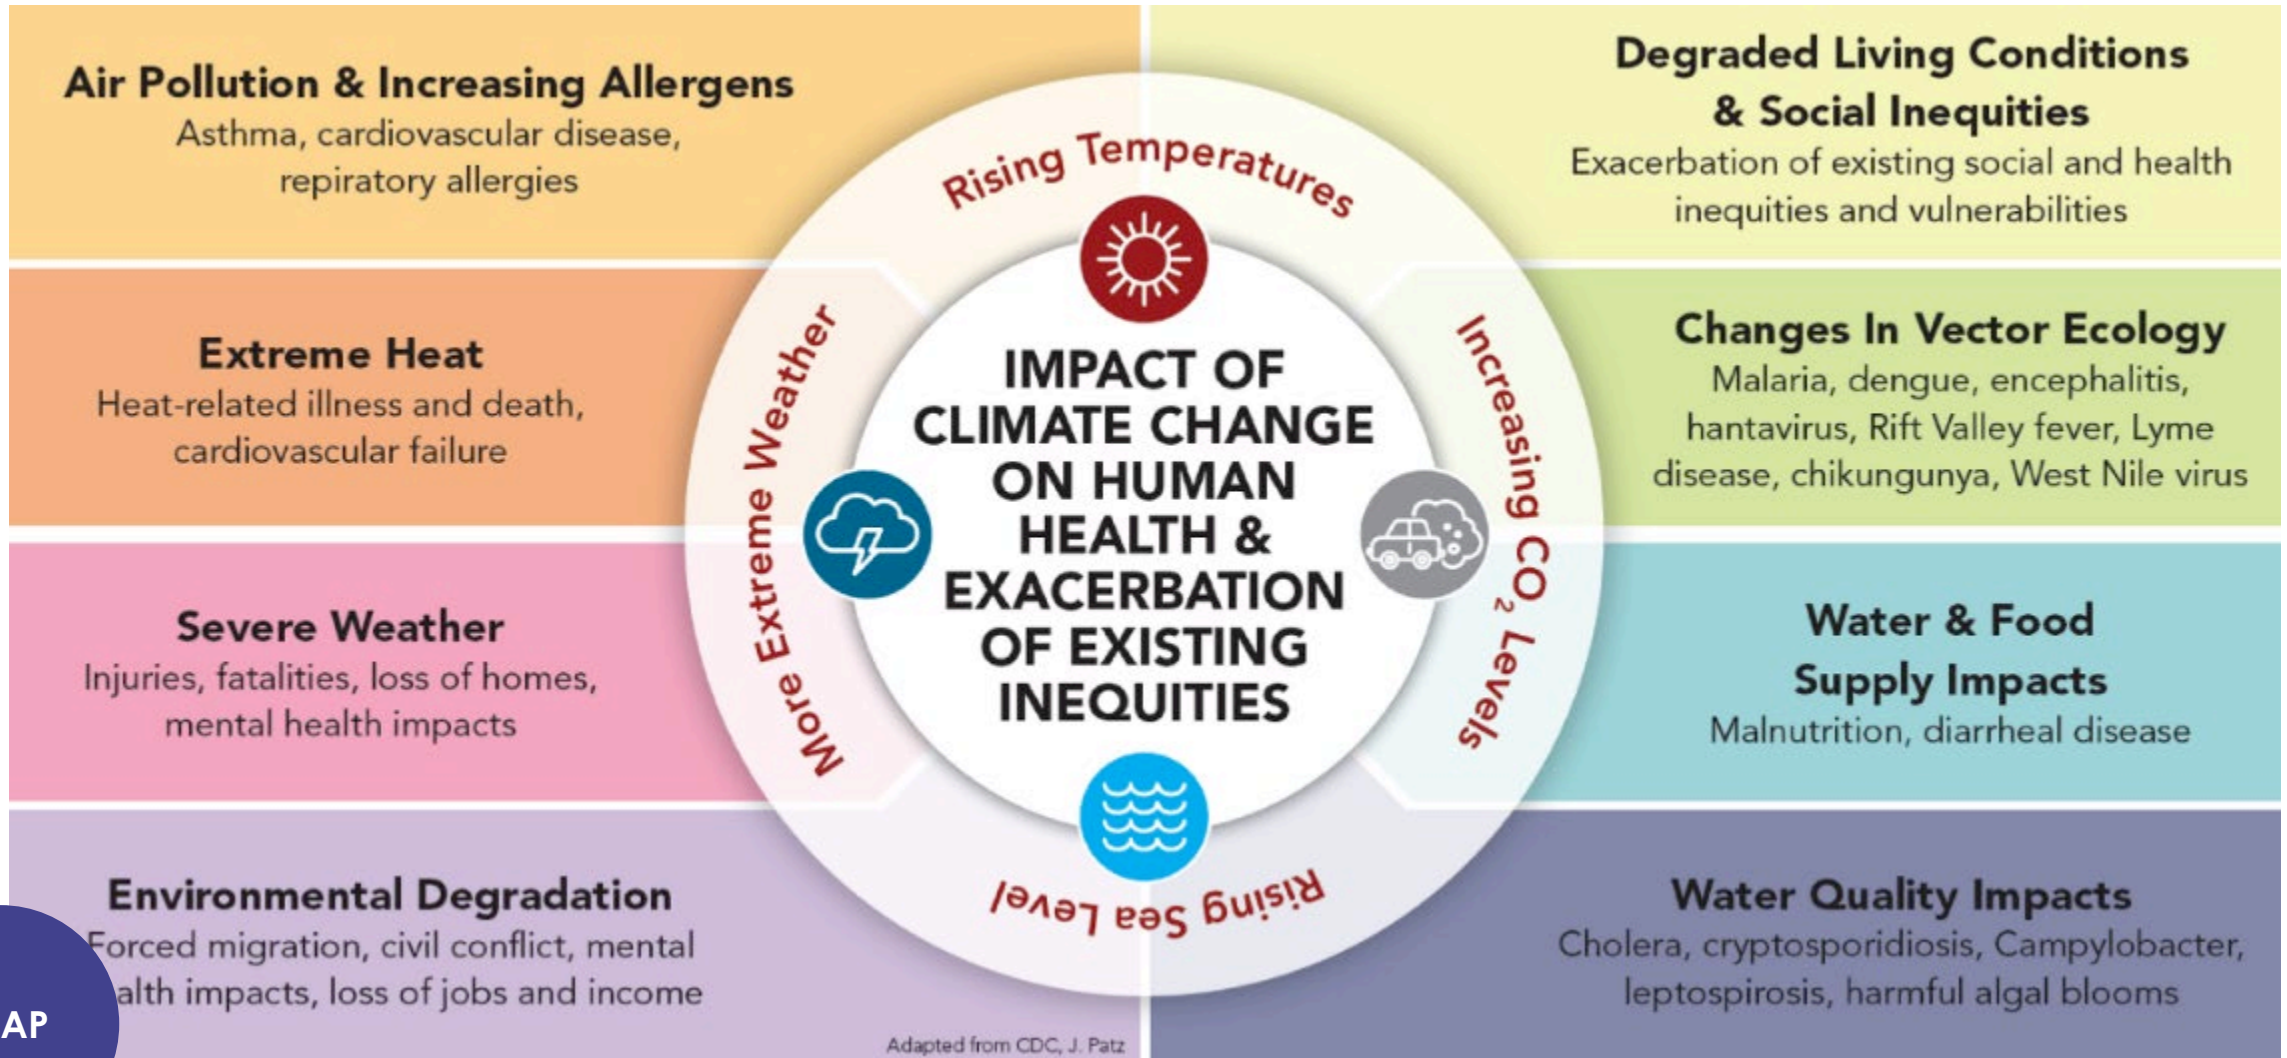 Air Pollution & Increasing Allergens
Asthma, cardiovascular disease,
repiratory allergies
Extreme Heat
Heat-related illness and death,
cardiovascular failure
Severe Weather
Injuries, fatalities, loss of homes,
mental health impacts
Environmental Degradation
Forced migration, civil conflict, mental
alth impacts, loss of jobs and income
AP
Adapted from CDC, J. Patz
Rising Temperatures
More Extreme Weather
IMPACT OF
CLIMATE CHANGE
ON HUMAN
HEALTH &
EXACERBATION
OF EXISTING
INEQUITIES
Increasing CO₂ Levels
Rising Sea Level
Degraded Living Conditions
& Social Inequities
Exacerbation of existing social and health
inequities and vulnerabilities
Changes In Vector Ecology
Malaria, dengue, encephalitis,
hantavirus, Rift Valley fever, Lyme
disease, chikungunya, West Nile virus
Water & Food
Supply Impacts
Malnutrition, diarrheal disease
Water Quality Impacts
Cholera, cryptosporidiosis, Campylobacter,
leptospirosis, harmful algal blooms